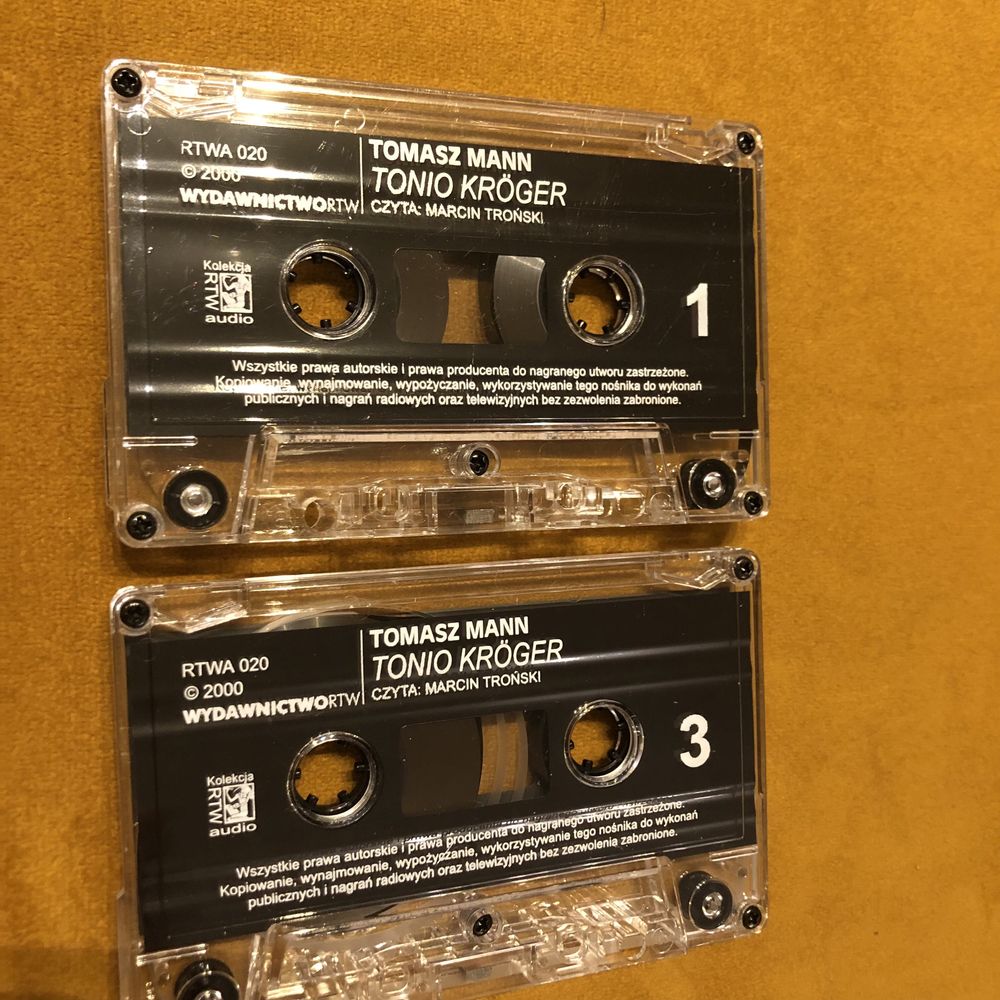 RTWA 020
© 2000
WYDAWNICTWORTW
TOMASZ MANN
TONIO KRÖGER
CZYTA: MARCIN TROŃSKI
Kolekcja
RTW
audio
1
Wszystkie prawa autorskie i prawa producenta do nagranego utworu zastrzeżone.
Kopiowanie, wynajmowanie, wypożyczanie, wykorzystywanie tego nośnika do wykonań
publicznych i nagrań radiowych oraz telewizyjnych bez zezwolenia zabronione.
RTWA 020
© 2000
WYDAWNICTWORTW
TOMASZ MANN
TONIO KRÖGER
CZYTA: MARCIN TROŃSKI
Kolekcja
RTW
audio
3
Wszystkie prawa autorskie i prawa producenta do nagranego utworu zastrzeżone.
Kopiowanie, wynajmowanie, wypożyczanie, wykorzystywanie tego nośnika do wykonań
publicznych i nagrań radiowych oraz telewizyjnych bez zezwolenia zabronione.